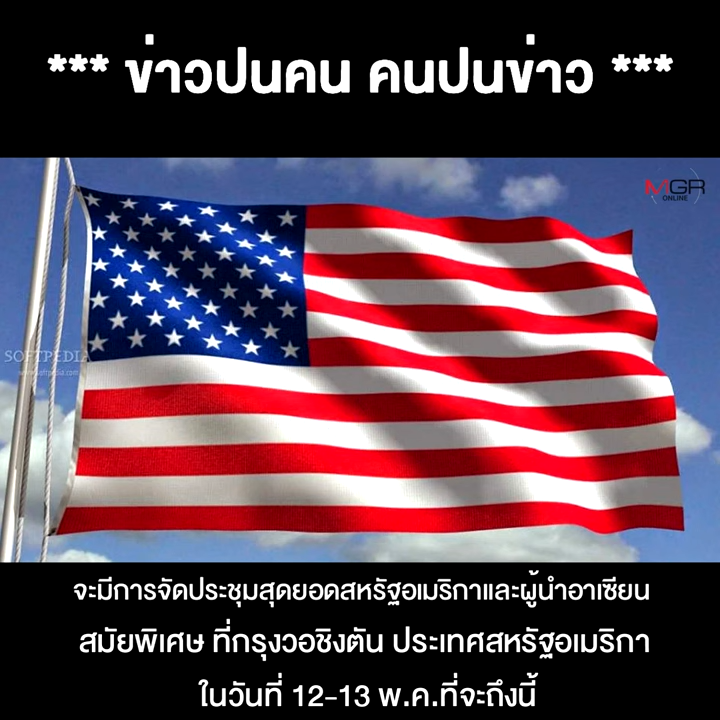 *** ข่าวปนคน คนปนข่าว ***
MGR
ONLINE
SOFTPEDIA
www.softpedia.com
จะมีการจัดประชุมสุดยอดสหรัฐอเมริกาและผู้นำอาเซียน
สมัยพิเศษ ที่กรุงวอชิงตัน ประเทศสหรัฐอเมริกา
ในวันที่ 12-13 พ.ค.ที่จะถึงนี้